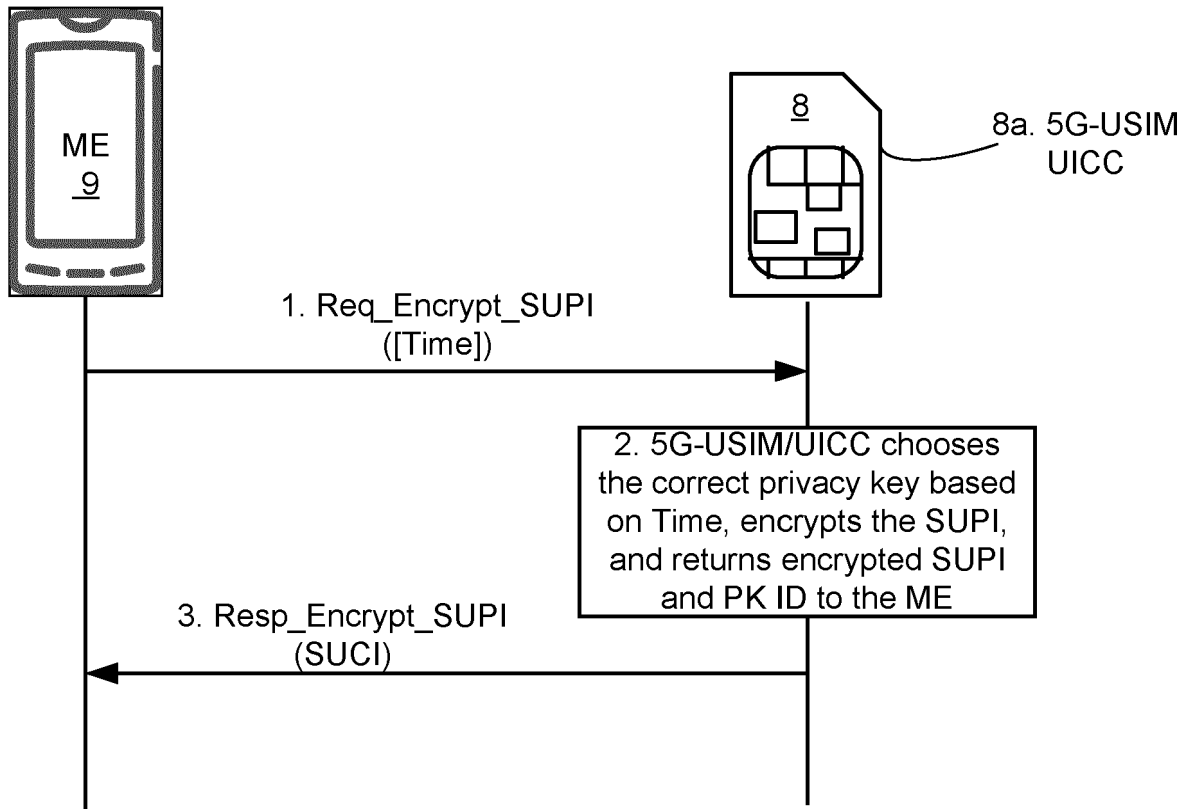 ME
9
8
8a. 5G-USIM
UICC
1. Req_Encrypt_SUPI
([Time])
2. 5G-USIM/UICC chooses
the correct privacy key based
on Time, encrypts the SUPI,
and returns encrypted SUPI
and PK ID to the ME
3. Resp_Encrypt_SUPI
(SUCI)